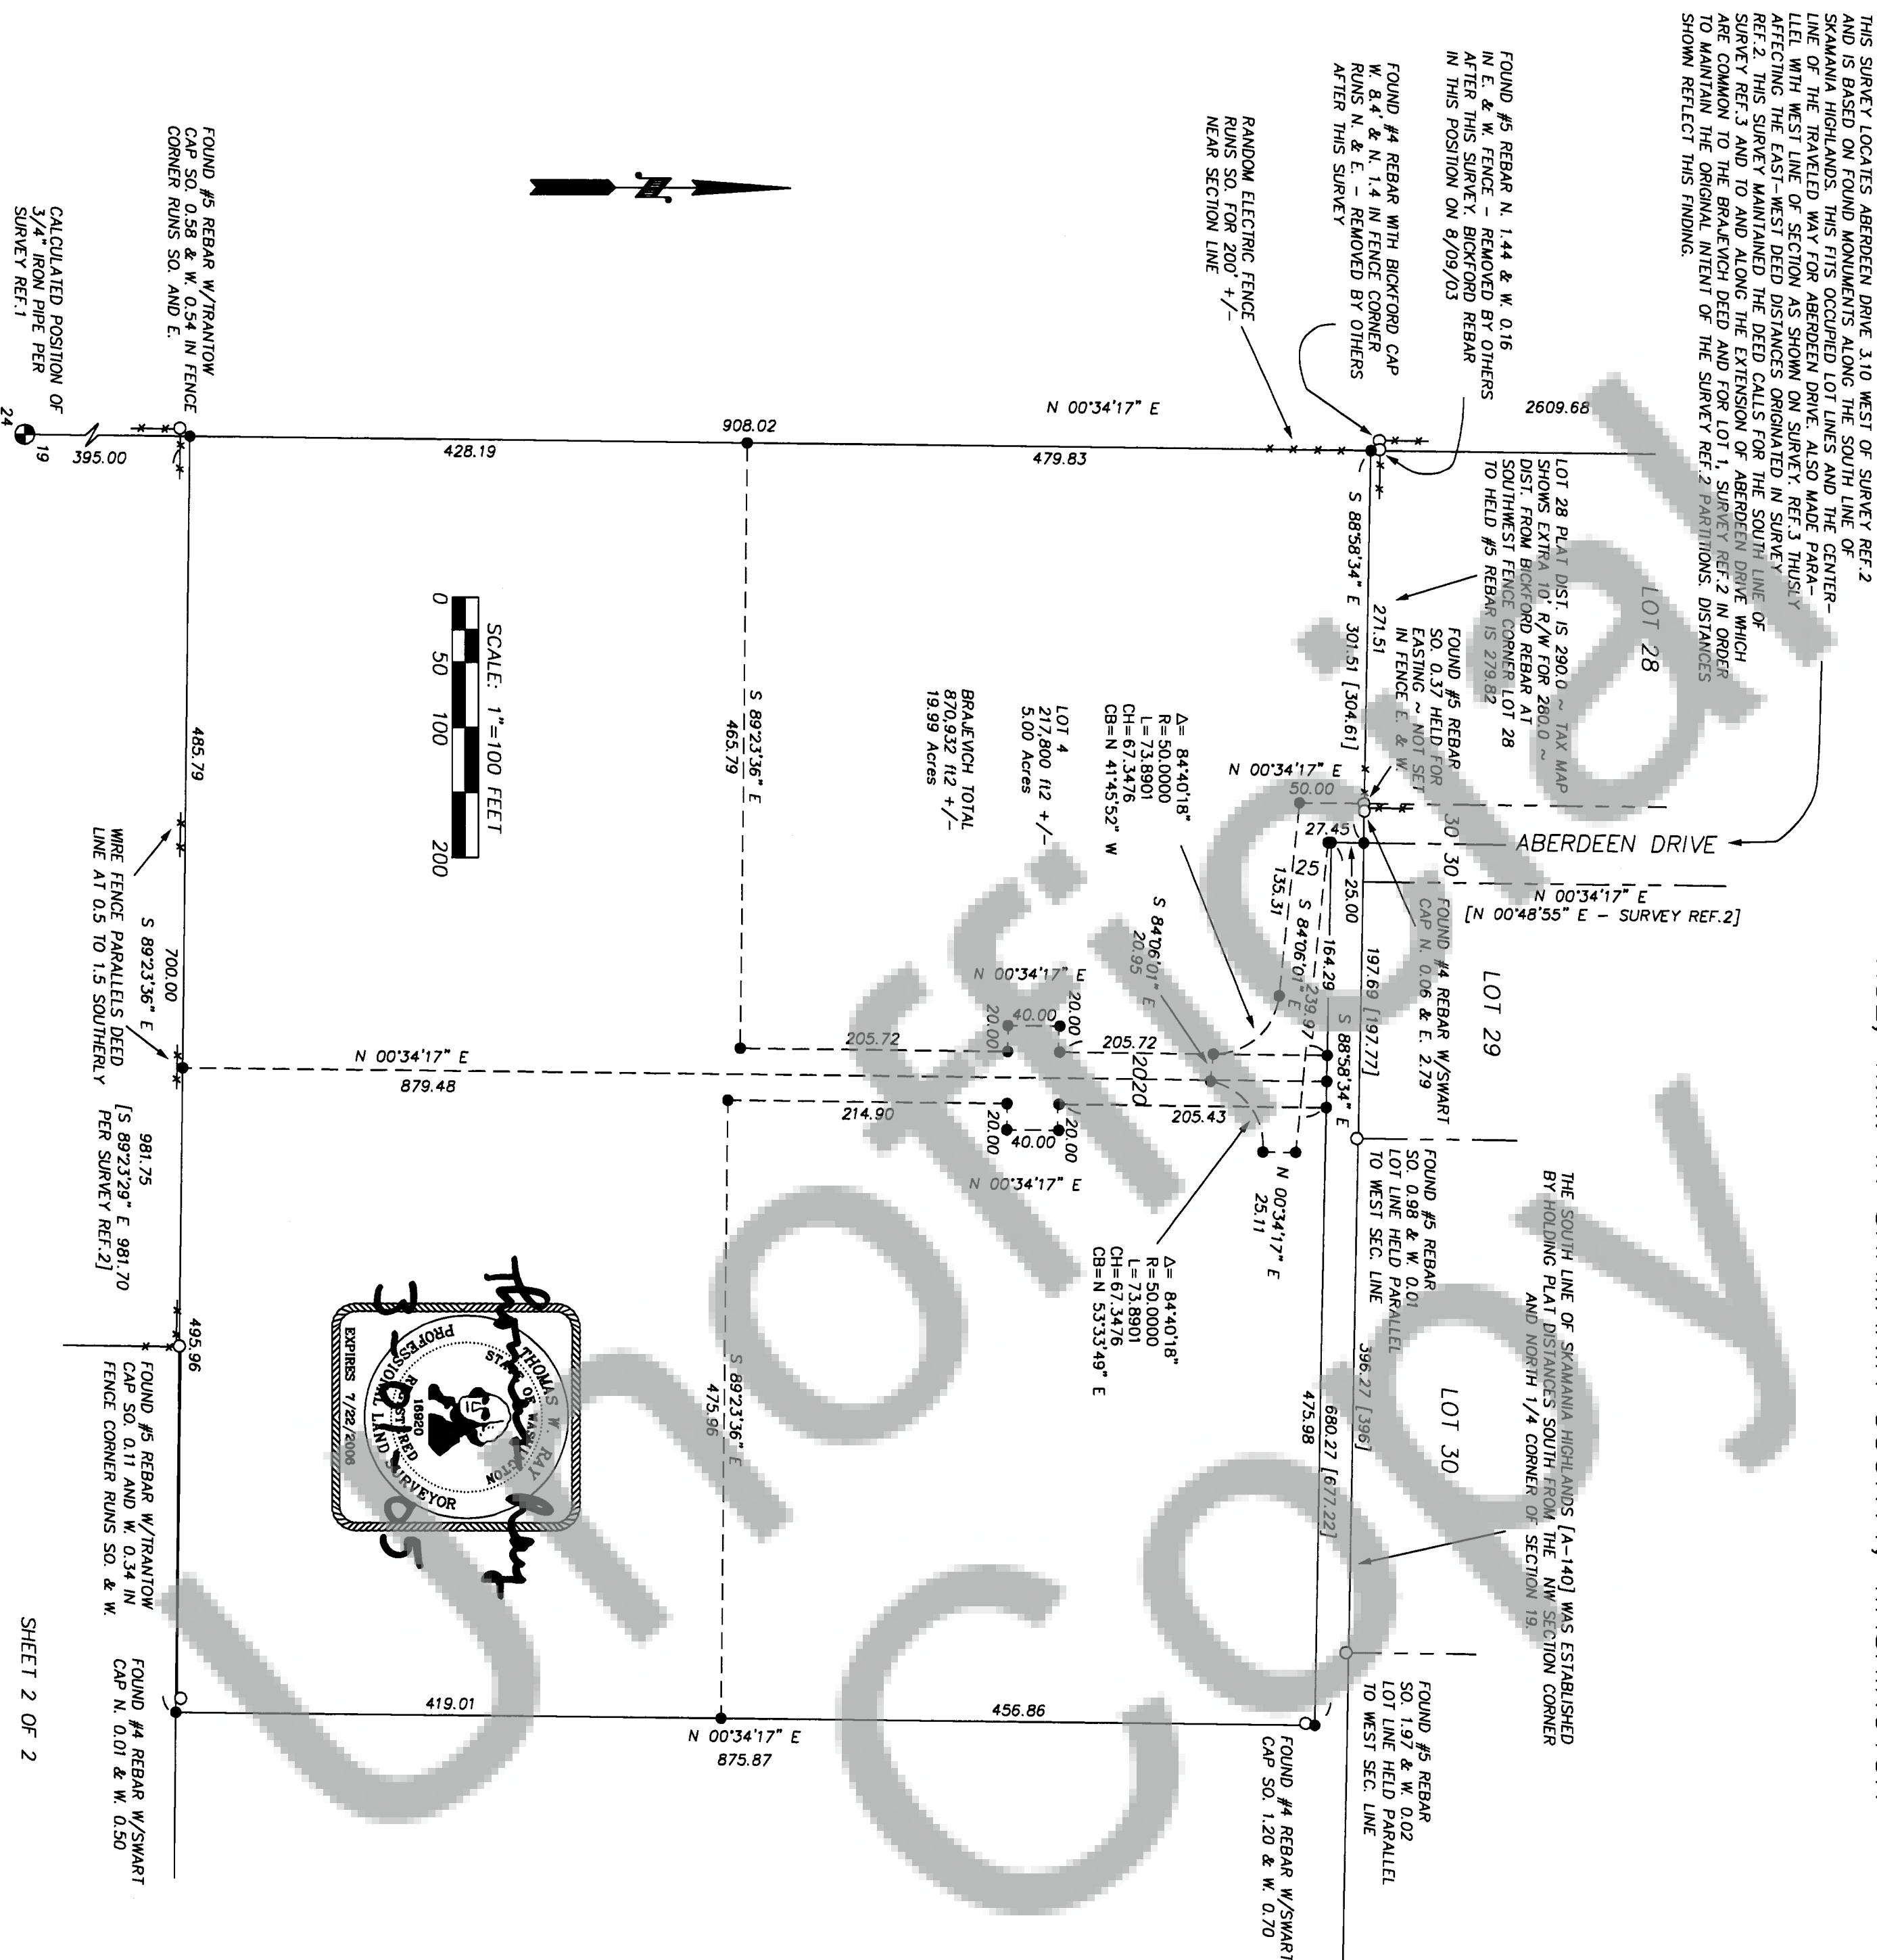 THIS SURVEY LOCATES ABERDEEN DRIVE 3.10 WEST OF SURVEY REF.2
AND IS BASED ON FOUND MONUMENTS ALONG THE SOUTH LINE OF
SKAMANIA HIGHLANDS. THIS FITS OCCUPIED LOT LINES AND THE CENTER-
LINE OF THE TRAVELED WAY FOR ABERDEEN DRIVE. ALSO MADE PARA-
LLEL WITH WEST LINE OF SECTION AS SHOWN ON SURVEY. REF.3 THUSLY
AFFECTING THE EAST-WEST DEED DISTANCES ORIGINATED IN SURVEY
REF.2. THIS SURVEY MAINTAINED THE DEED CALLS FOR THE SOUTH LINE OF
SURVEY REF.3 AND TO AND ALONG THE EXTENSION OF ABERDEEN DRIVE WHICH
ARE COMMON TO THE BRAJEVICH DEED AND FOR LOT 1, SURVEY REF.2 IN ORDER
TO MAINTAIN THE ORIGINAL INTENT OF THE SURVEY REF.2 PARTITIONS. DISTANCES
SHOWN REFLECT THIS FINDING.
FOUND #5 REBAR N. 1.44 & W. 0.16
IN E. & W. FENCE - REMOVED BY OTHERS
AFTER THIS SURVEY. BICKFORD REBAR
IN THIS POSITION ON 8/09/03
FOUND #4 REBAR WITH BICKFORD CAP
W. 8.4' & N. 1.4 IN FENCE CORNER
RUNS N. & E. - REMOVED BY OTHERS
AFTER THIS SURVEY
RANDOM ELECTRIC FENCE
RUNS SO. FOR 200' +/-
NEAR SECTION LINE
2609.68
LOT 28
LOT 28 PLAT DIST. IS 290.0 ~ TAX MAP
SHOWS EXTRA 10' R/W FOR 280.0 ~
DIST. FROM BICKFORD REBAR AT
SOUTHWEST FENCE CORNER LOT 28
TO HELD #5 REBAR IS 279.82
FOUND #5 REBAR
SO. 0.37 HELD FOR
EASTING ~ NOT SET
IN FENCE E. & W.
271.51
S 88°58'34" E 301.51 [304.61]
N 00°34'17" E
50.00
30 30
ABERDEEN DRIVE
N 00°34'17" E
[N 00°48'55" E - SURVEY REF.2]
27.45
25
25.00
FOUND #4 REBAR W/SWART
CAP N. 0.06 & E. 2.79
LOT 29
197.69 [197.77]
S 88°58'34" E
164.29
239.97
S 84°06'01" E
135.31
S 84°06'01" E
20.95
FOUND #5 REBAR
SO. 0.98 & W. 0.01
LOT LINE HELD PARALLEL
TO WEST SEC. LINE
THE SOUTH LINE OF SKAMANIA HIGHLANDS [A-140] WAS ESTABLISHED
BY HOLDING PLAT DISTANCES SOUTH FROM THE NW SECTION CORNER
AND NORTH 1/4 CORNER OF SECTION 19.
LOT 30
396.27 [396]
680.27 [677.22]
475.98
FOUND #5 REBAR
SO. 1.97 & W. 0.02
LOT LINE HELD PARALLEL
TO WEST SEC. LINE
FOUND #4 REBAR W/SWART
CAP SO. 1.20 & W. 0.70
Δ= 84°40'18"
R=50.0000
L=73.8901
CH=67.3476
CB=N 41°45'52" W
Δ= 84°40'18"
R=50.0000
L=73.8901
CH=67.3476
CB=N 53°33'49" E
N 00°34'17" E
25.11
LOT 4
217,800 ft2 +/-
5.00 Acres
BRAJEVICH TOTAL
870,932 ft2 +/-
19.99 Acres
N 00°34'17" E
908.02
479.83
428.19
S 89°23'36" E
465.79
205.72
205.72
20 20
205.43
214.90
N 00°34'17" E
20.00
40.00
20.00
20.00
40.00
20.00
N 00°34'17" E
N 00°34'17" E
879.48
S 89°23'36" E
475.96
456.86
N 00°34'17" E
875.87
419.01
N
SCALE: 1"=100 FEET
0 50 100 200
THOMAS W. RAY
STATE OF WASHINGTON
16920
REGISTERED
PROFESSIONAL LAND SURVEYOR
EXPIRES 7/22/2006
3-01-05
FOUND #5 REBAR W/TRANTOW
CAP SO. 0.58 & W. 0.54 IN FENCE
CORNER RUNS SO. AND E.
CALCULATED POSITION OF
3/4" IRON PIPE PER
SURVEY REF.1
24
19
395.00
485.79
700.00
S 89°23'36" E
WIRE FENCE PARALLELS DEED
LINE AT 0.5 TO 1.5 SOUTHERLY
981.75
[S 89°23'29" E 981.70
PER SURVEY REF.2]
495.96
FOUND #5 REBAR W/TRANTOW
CAP SO. 0.11 AND W. 0.34 IN
FENCE CORNER RUNS SO. & W.
FOUND #4 REBAR W/SWART
CAP N. 0.01 & W. 0.50
SHEET 2 OF 2
Unofficial
Copy